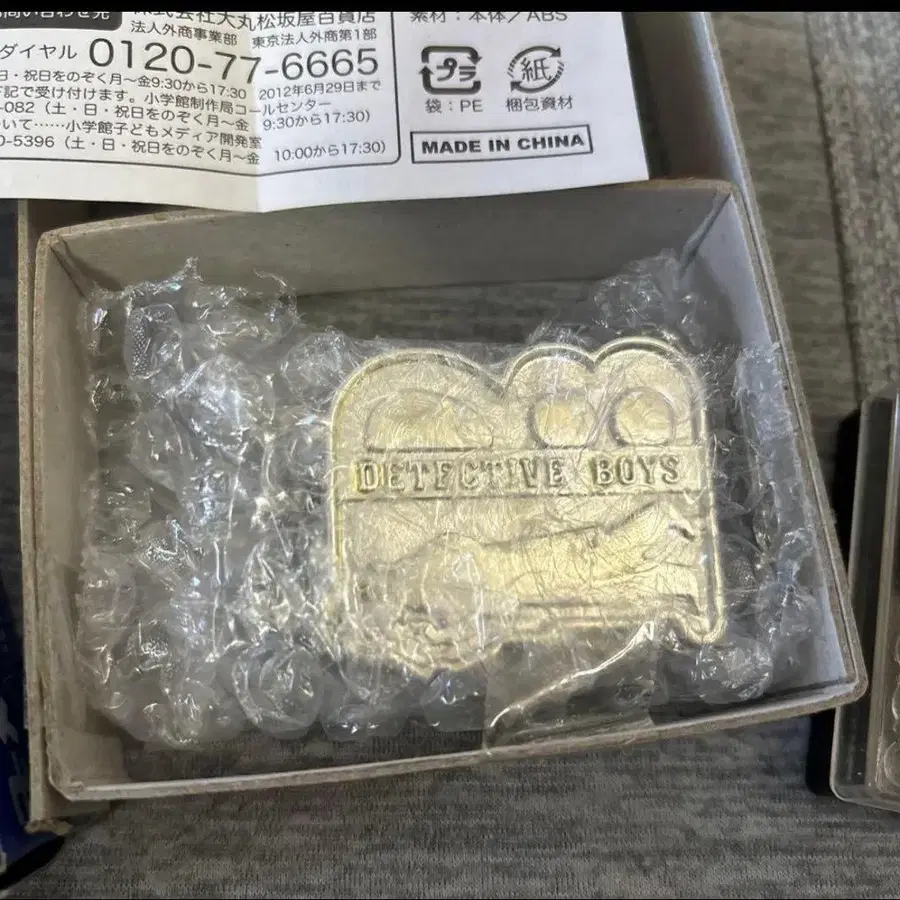 お問い合わせ先 株式会社大丸松坂屋百貨店
法人外商事業部 東京法人外商第1部
ダイヤル 0120-77-6665
日・祝日をのぞく月〜金9:30から17:30) 2012年6月29日まで
下記で受け付けます。小学館制作局コールセンター
-082(土・日・祝日をのぞく月〜金 9:30から17:30)
いて……小学館子どもメディア開発室
0-5396(土・日・祝日をのぞく月〜金 10:00から17:30)
素材:本体/ABS
プラ
紙
袋:PE
梱包資材
MADE IN CHINA
DETECTIVE BOYS